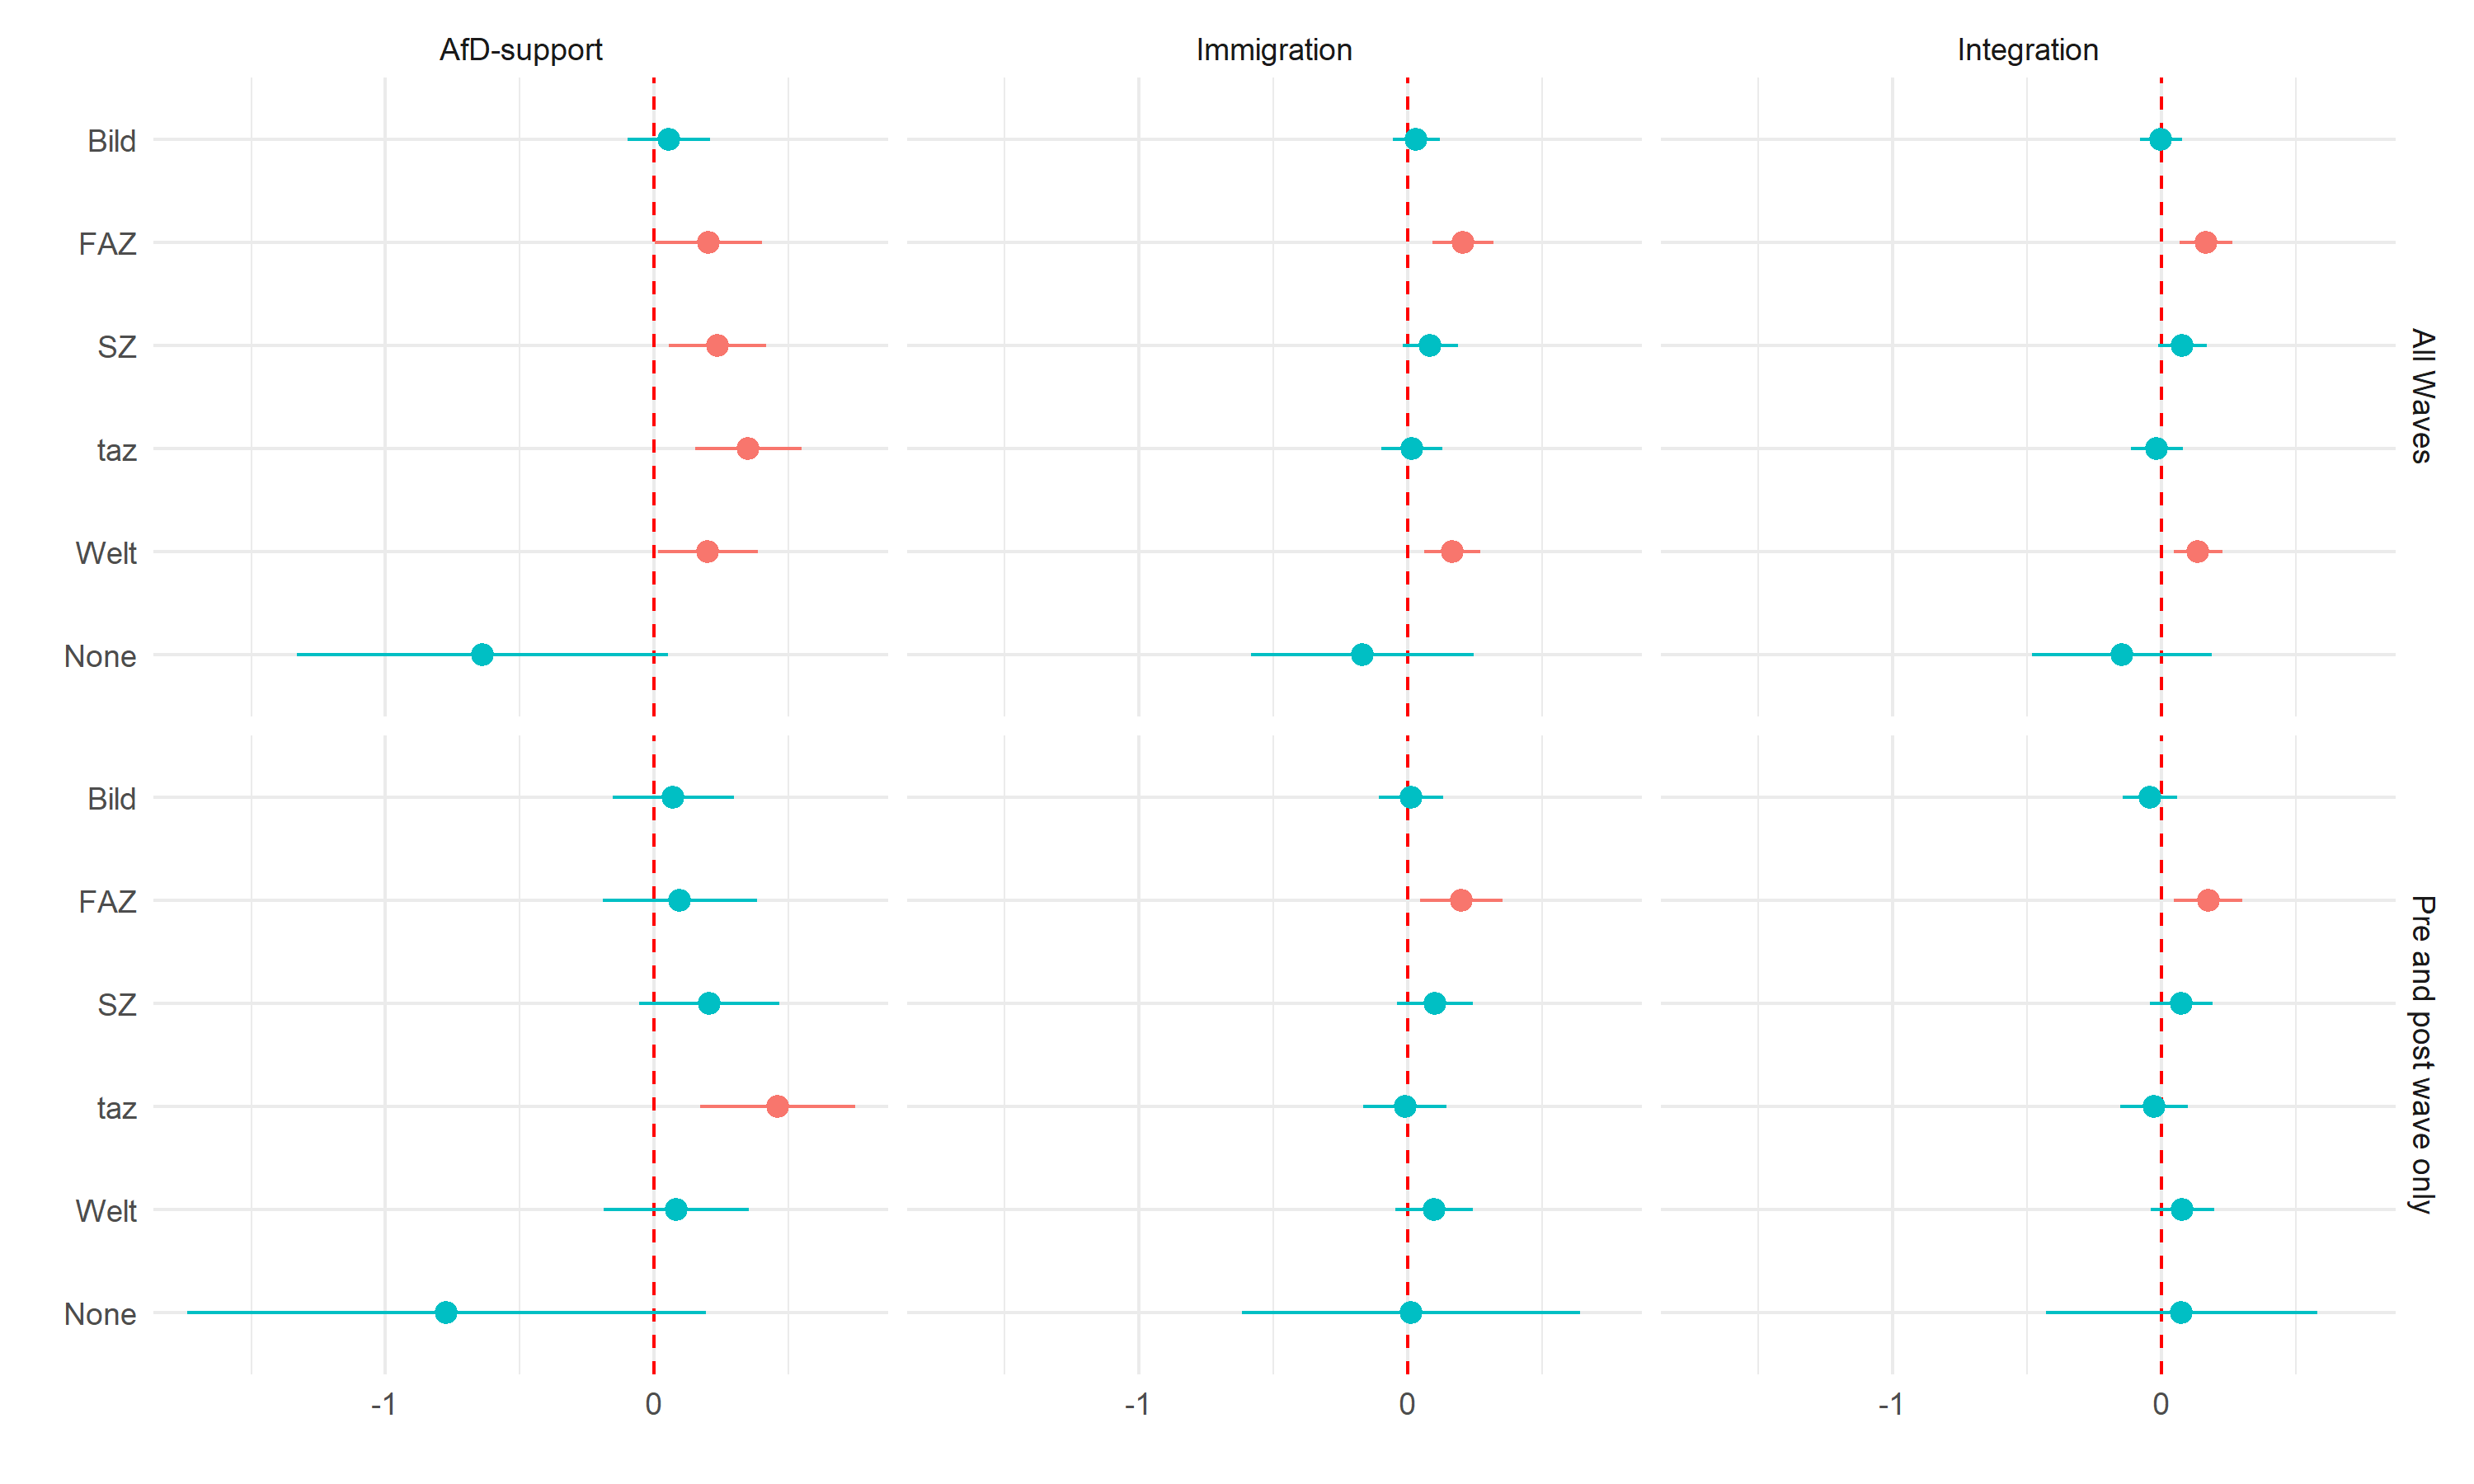 AfD-support
Immigration
Integration
Bild
FAZ
SZ
taz
Welt
None
All Waves
Bild
FAZ
SZ
taz
Welt
None
Pre and post wave only
-1
0
-1
0
-1
0